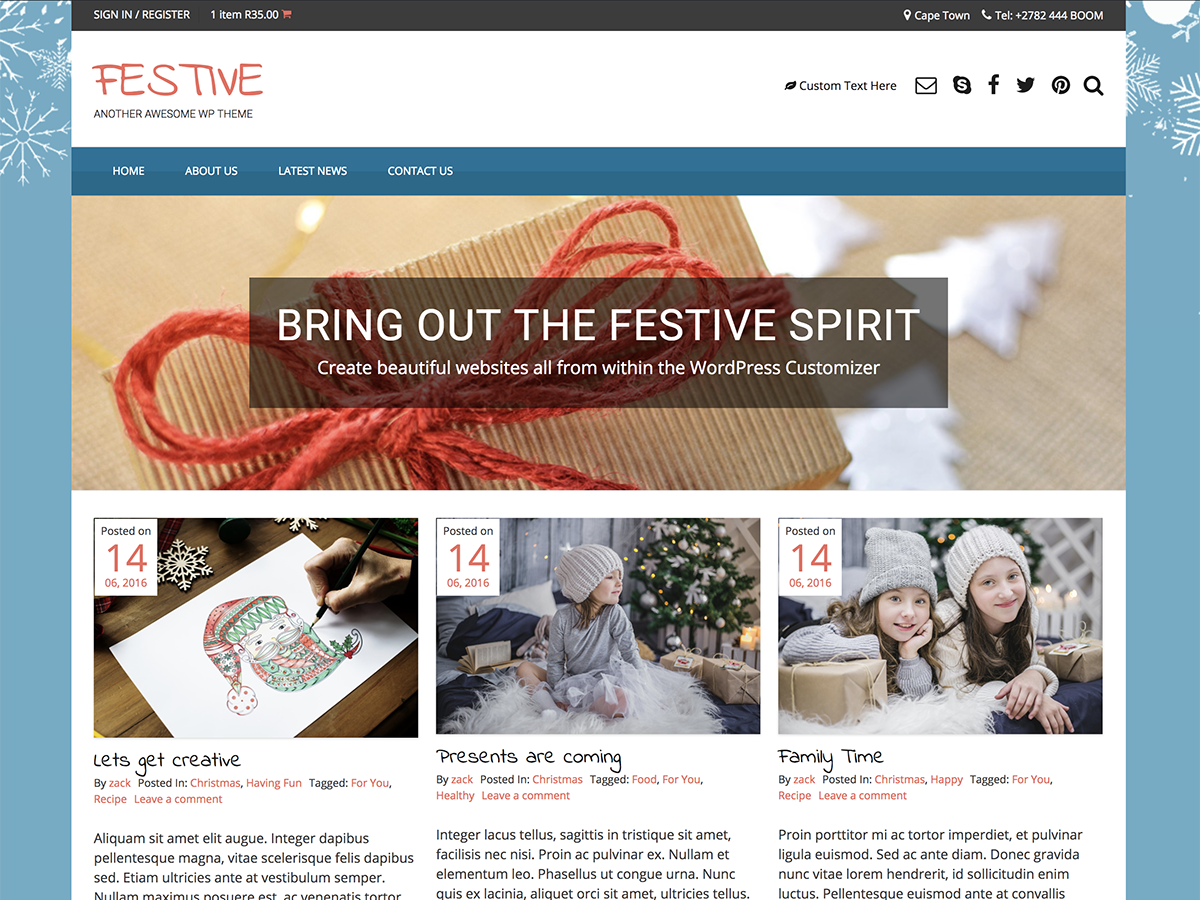 SIGN IN / REGISTER 1 item R35.00
Cape Town Tel: +2782 444 BOOM
FESTIVE
ANOTHER AWESOME WP THEME
Custom Text Here
HOME ABOUT US LATEST NEWS CONTACT US
BRING OUT THE FESTIVE SPIRIT
Create beautiful websites all from within the WordPress Customizer
Posted on
14
06, 2016
Lets get creative
By zack Posted In: Christmas, Having Fun Tagged: For You,
Recipe Leave a comment
Aliquam sit amet elit augue. Integer dapibus
pellentesque magna, vitae scelerisque felis dapibus
sed. Etiam ultricies ante at vestibulum semper.
Nullam maximus posuere est, ac venenatis tortor
Posted on
14
06, 2016
Presents are coming
By zack Posted In: Christmas Tagged: Food, For You,
Healthy Leave a comment
Integer lacus tellus, sagittis in tristique sit amet,
facilisis nec nisi. Proin ac pulvinar ex. Nullam et
elementum leo. Phasellus ut congue urna. Nunc
quis ex lacinia, aliquet orci sit amet, ultricies tellus.
Posted on
14
06, 2016
Family Time
By zack Posted In: Christmas, Happy Tagged: For You,
Recipe Leave a comment
Proin porttitor mi ac tortor imperdiet, et pulvinar
ligula euismod. Sed ac ante diam. Donec gravida
nunc vitae lorem hendrerit, id sollicitudin enim
luctus. Pellentesque euismod ante at convallis